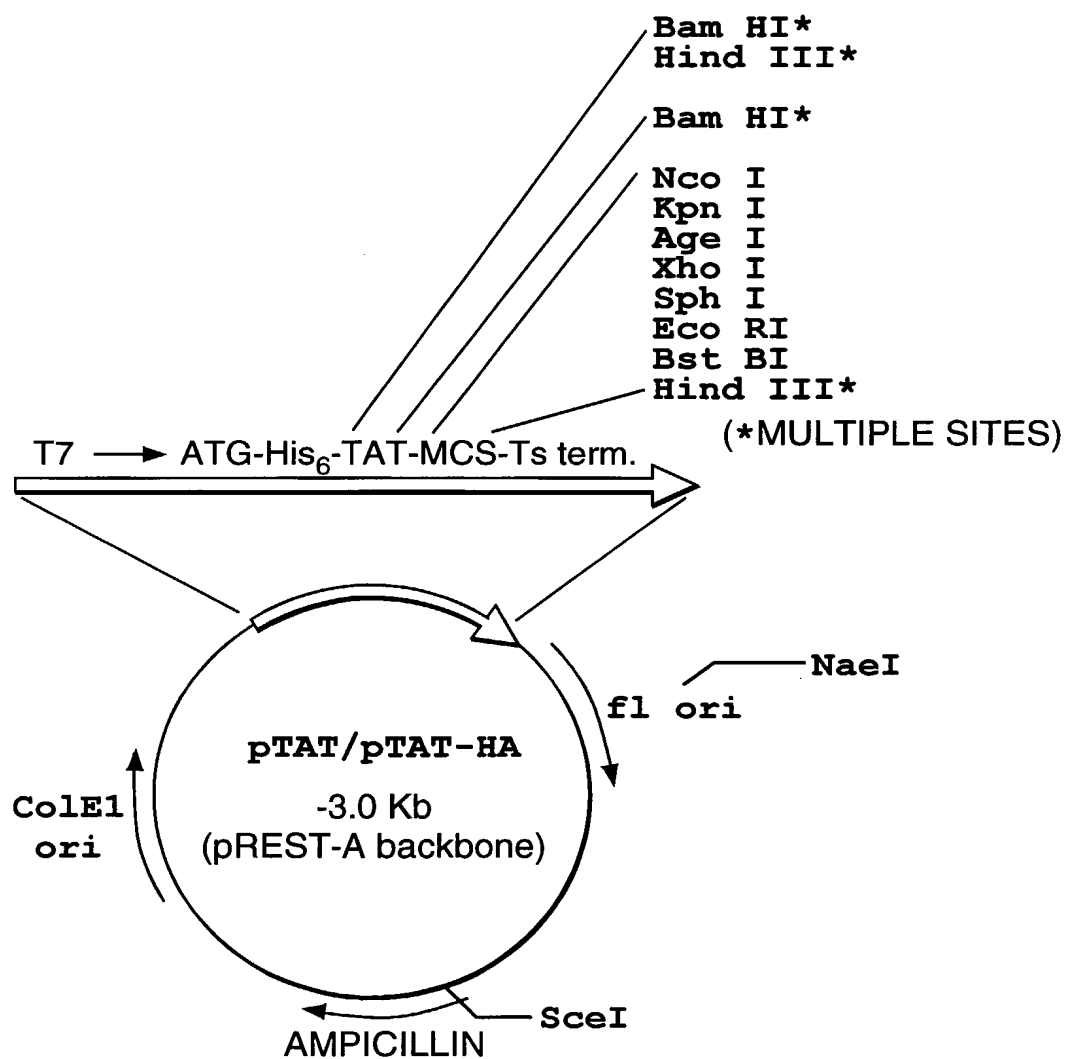 Bam HI*
Hind III*
Bam HI*
Nco I
Kpn I
Age I
Xho I
Sph I
Eco RI
Bst BI
Hind III*
(*MULTIPLE SITES)
T7 → ATG-His6-TAT-MCS-Ts term.
NaeI
fl ori
pTAT/pTAT-HA
-3.0 Kb
(pREST-A backbone)
ColE1
ori
SceI
AMPICILLIN